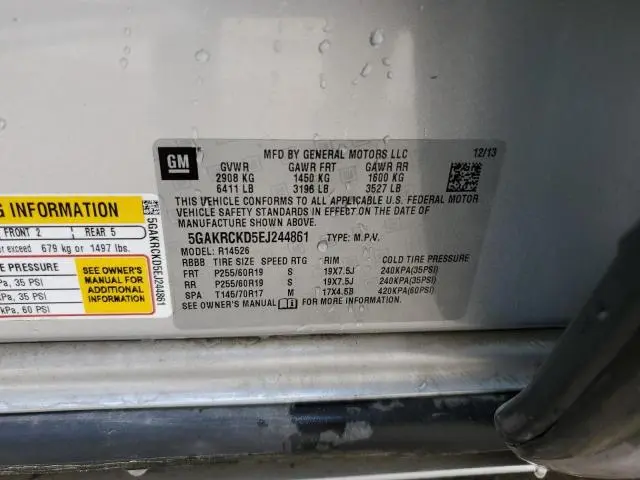 GM
MFD BY GENERAL MOTORS LLC
12/13
GVWR GAWR FRT GAWR RR
2908 KG 1450 KG 1600 KG
6411 LB 3196 LB 3527 LB
THIS VEHICLE CONFORMS TO ALL APPLICABLE U.S. FEDERAL MOTOR
VEHICLE SAFETY STANDARDS IN EFFECT ON THE DATE OF
MANUFACTURE SHOWN ABOVE.
5GAKRCKD5EJ244861 TYPE: M.P.V.
MODEL: R14526
RBBB TIRE SIZE SPEED RTG RIM COLD TIRE PRESSURE
FRT P255/60R19 S 19X7.5J 240KPA(35PSI)
RR P255/60R19 S 19X7.5J 240KPA(35PSI)
SPA T145/70R17 M 17X4.5B 420KPA(60PSI)
SEE OWNER'S MANUAL FOR MORE INFORMATION.
G INFORMATION
FRONT 2 REAR 5
exceed 679 kg or 1497 lbs.
E PRESSURE
Pa, 35 PSI
Pa, 35 PSI
kPa, 60 PSI
SEE OWNER'S
MANUAL FOR
ADDITIONAL
INFORMATION
5GAKRCKD5EJ244861